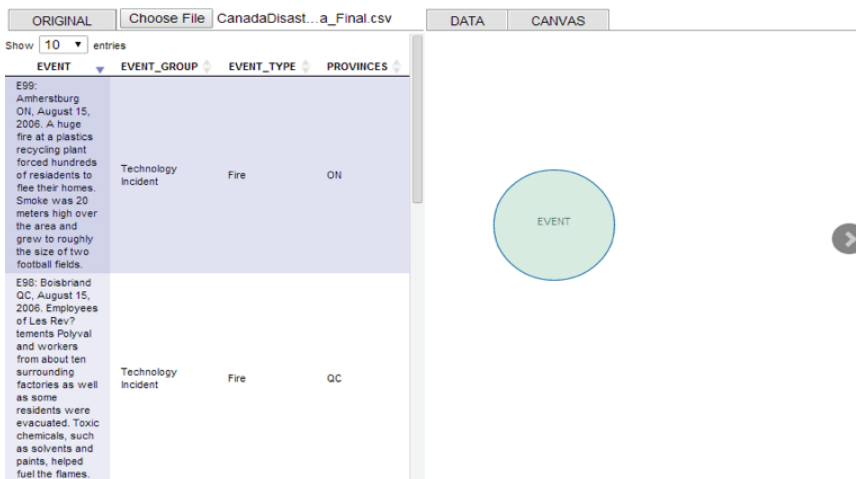 ORIGINAL Choose File CanadaDisast...a_Final.csv DATA CANVAS
Show 10 entries
EVENT EVENT_GROUP EVENT_TYPE PROVINCES
E99:
Amherstburg
ON, August 15,
2006. A huge
fire at a plastics
recycling plant
forced hundreds
of resiadents to
flee their homes.
Smoke was 20
meters high over
the area and
grew to roughly
the size of two
football fields.
Technology
Incident
Fire
ON
E98: Boisbriand
QC, August 15,
2006. Employees
of Les Rev?
tements Polyval
and workers
from about ten
surrounding
factories as well
as some
residents were
evacuated. Toxic
chemicals, such
as solvents and
paints, helped
fuel the flames.
Technology
Incident
Fire
QC
EVENT